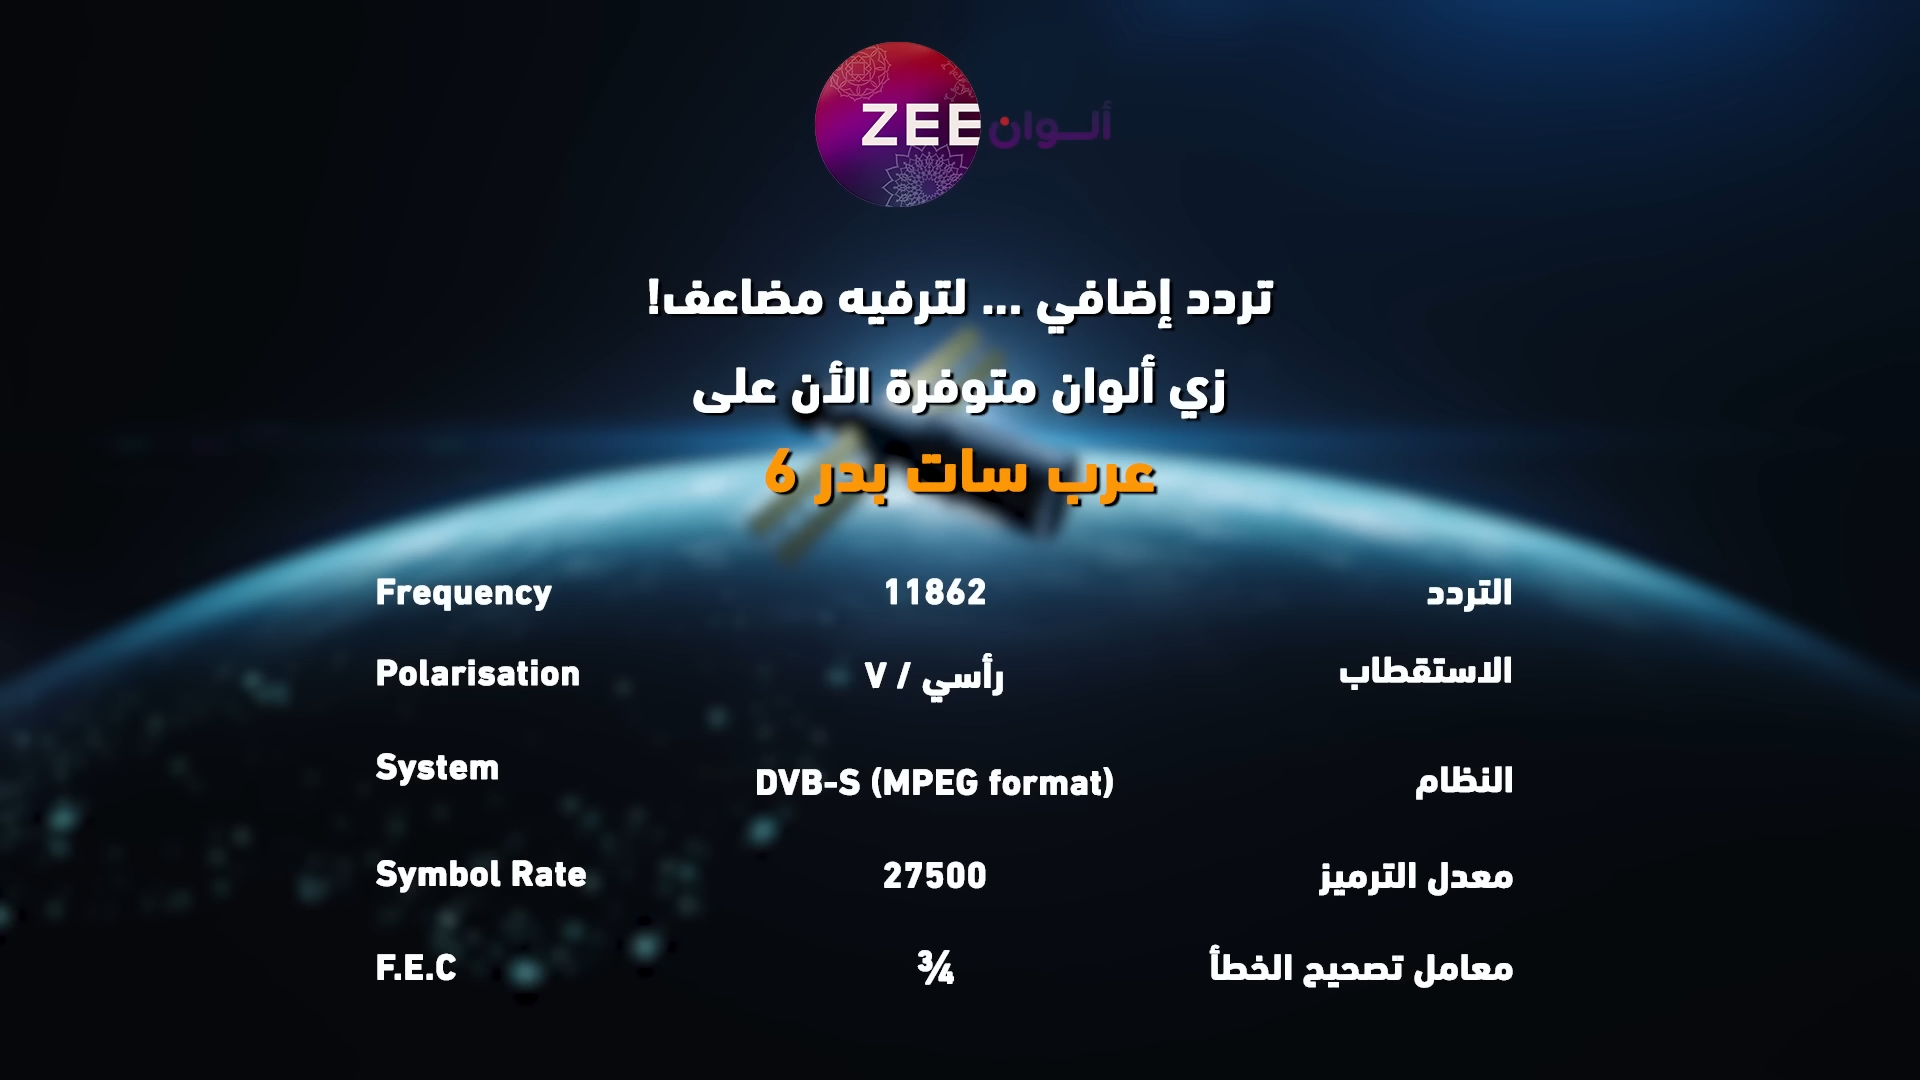 ZEE ألـــوان
تردد إضافي ... لترفيه مضاعف!
زي ألوان متوفرة الأن على
عرب سات بدر 6
Frequency 11862 التردد
Polarisation رأسي / V الاستقطاب
System DVB-S (MPEG format) النظام
Symbol Rate 27500 معدل الترميز
F.E.C ¾ معامل تصحيح الخطأ